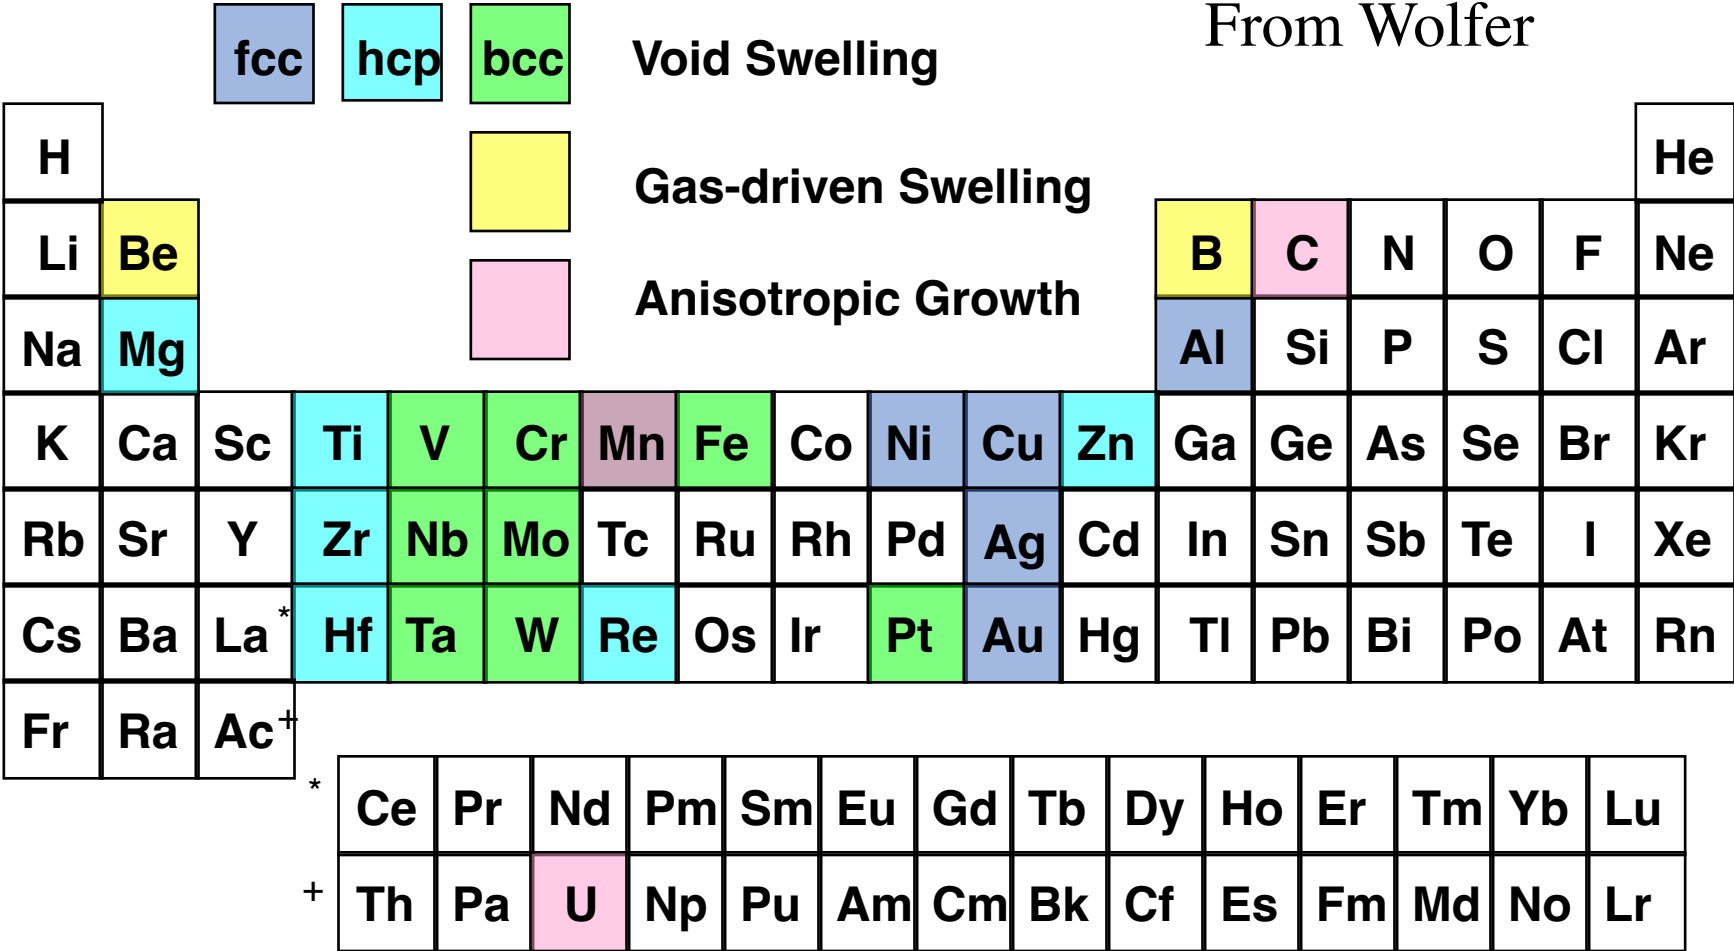 From Wolfer
fcc hcp bcc Void Swelling
H He
Gas-driven Swelling
Li Be B C N O F Ne
Anisotropic Growth
Na Mg Al Si P S Cl Ar
K Ca Sc Ti V Cr Mn Fe Co Ni Cu Zn Ga Ge As Se Br Kr
Rb Sr Y Zr Nb Mo Tc Ru Rh Pd Ag Cd In Sn Sb Te I Xe
Cs Ba La* Hf Ta W Re Os Ir Pt Au Hg Tl Pb Bi Po At Rn
Fr Ra Ac+
* Ce Pr Nd Pm Sm Eu Gd Tb Dy Ho Er Tm Yb Lu
+ Th Pa U Np Pu Am Cm Bk Cf Es Fm Md No Lr